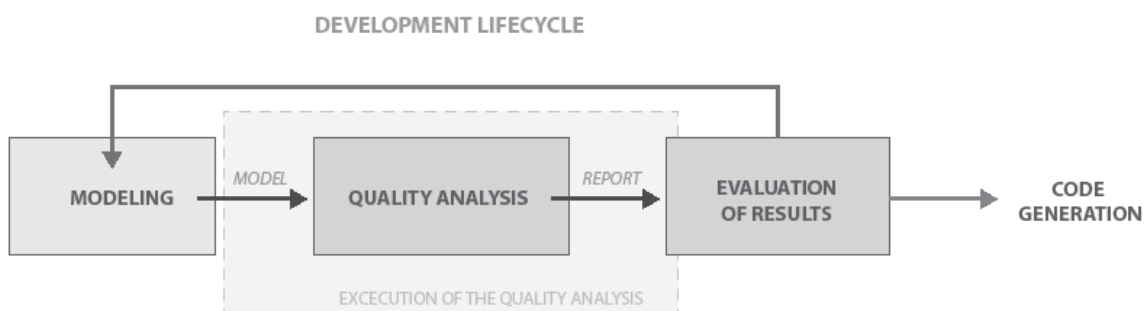 DEVELOPMENT LIFECYCLE
MODELING
MODEL
QUALITY ANALYSIS
REPORT
EVALUATION
OF RESULTS
CODE
GENERATION
EXCECUTION OF THE QUALITY ANALYSIS